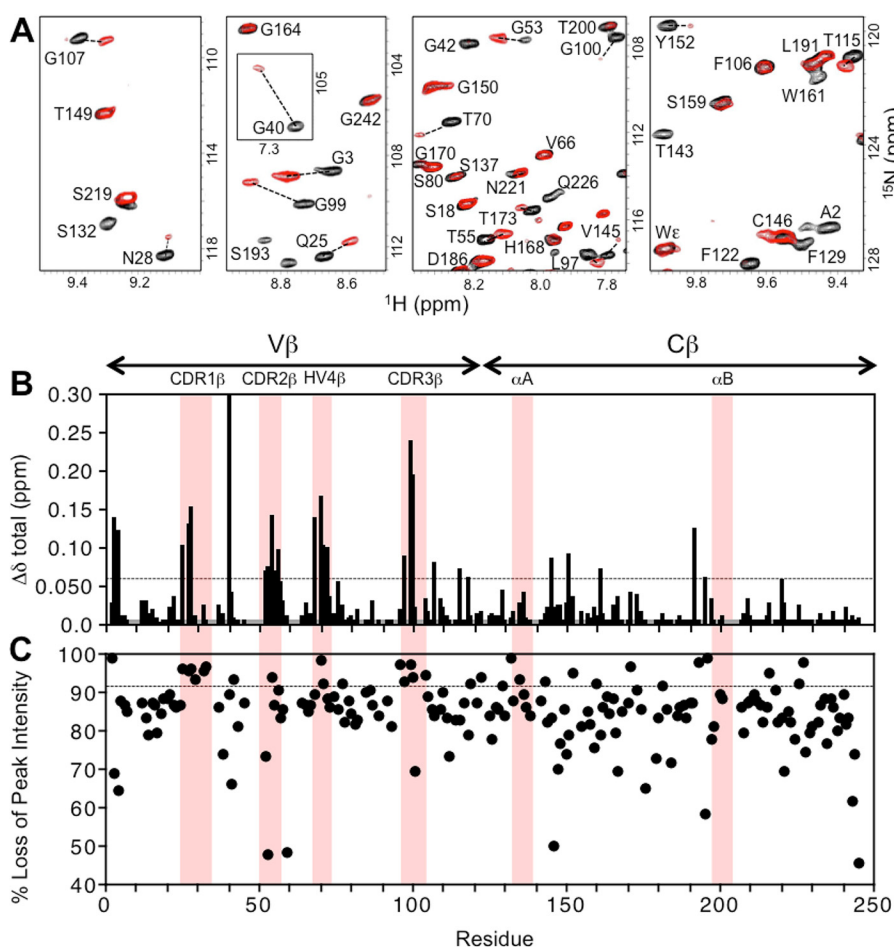 A
G107
T149
S219
S132
N28
110
114
118
9.4
9.2
G164
G40
7.3
105
G242
G3
G99
S193
Q25
104
108
112
8.8
8.6
G42
G53
T200
G100
G150
T70
V66
G170
S137
S80
N221
Q226
S18
T173
V145
T55
H168
D186
L97
108
112
116
8.2
8.0
7.8
Y152
L191
T115
F106
W161
S159
T143
C146
A2
Wε
F122
F129
120
124
128
15N (ppm)
9.8
9.6
9.4
1H (ppm)
Vβ
Cβ
B
CDR1β
CDR2β
HV4β
CDR3β
αA
αB
0.30
0.25
0.20
0.15
0.10
0.050
0.0
Δδ total (ppm)
C
100
90
80
70
60
50
40
% Loss of Peak Intensity
0
50
100
150
200
250
Residue